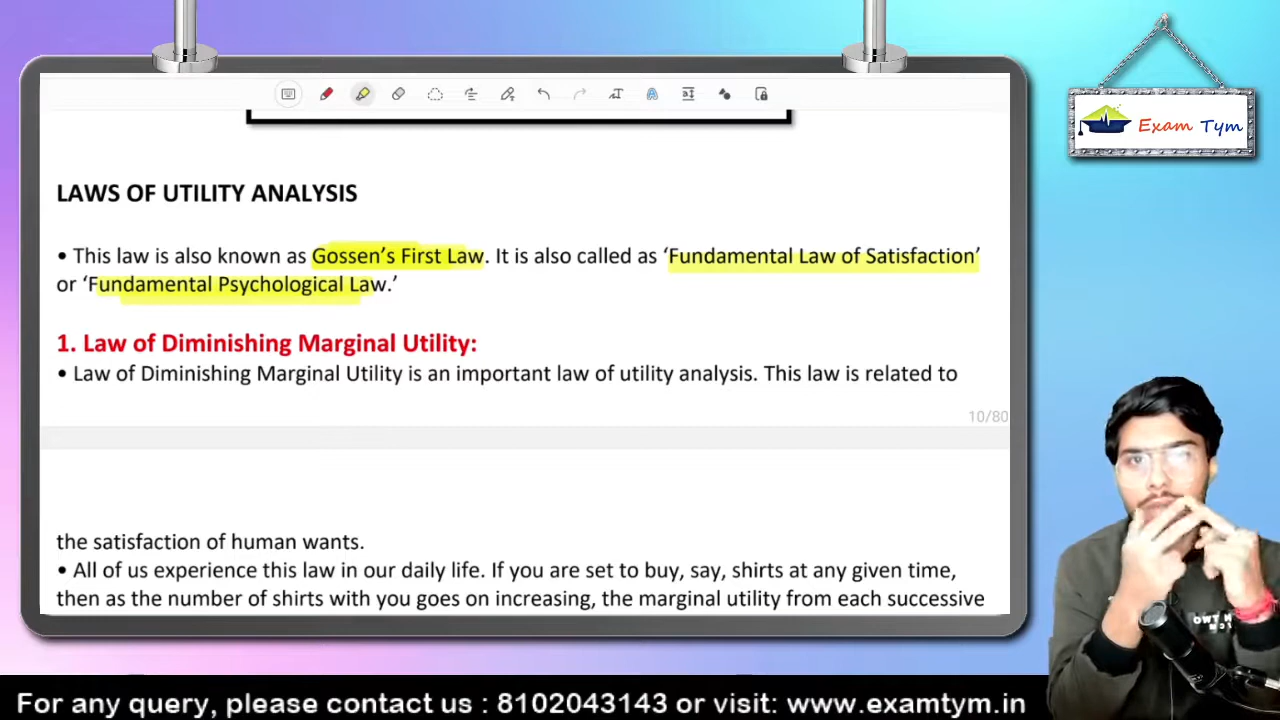 Exam Tym
LAWS OF UTILITY ANALYSIS
• This law is also known as Gossen’s First Law. It is also called as ‘Fundamental Law of Satisfaction’
or ‘Fundamental Psychological Law.’
1. Law of Diminishing Marginal Utility:
• Law of Diminishing Marginal Utility is an important law of utility analysis. This law is related to
10/80
the satisfaction of human wants.
• All of us experience this law in our daily life. If you are set to buy, say, shirts at any given time,
then as the number of shirts with you goes on increasing, the marginal utility from each successive
For any query, please contact us : 8102043143 or visit: www.examtym.in